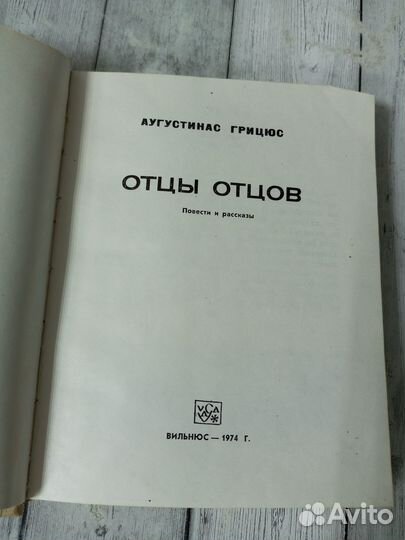 АУГУСТИНАС ГРИЦЮС
ОТЦЫ ОТЦОВ
Повести и рассказы
ВИЛЬНЮС — 1974 Г.
Avito